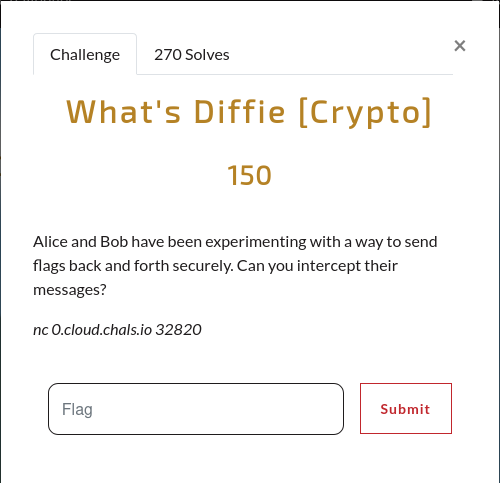 Challenge
270 Solves
×
What's Diffie [Crypto]
150
Alice and Bob have been experimenting with a way to send
flags back and forth securely. Can you intercept their
messages?
nc 0.cloud.chals.io 32820
Flag
Submit